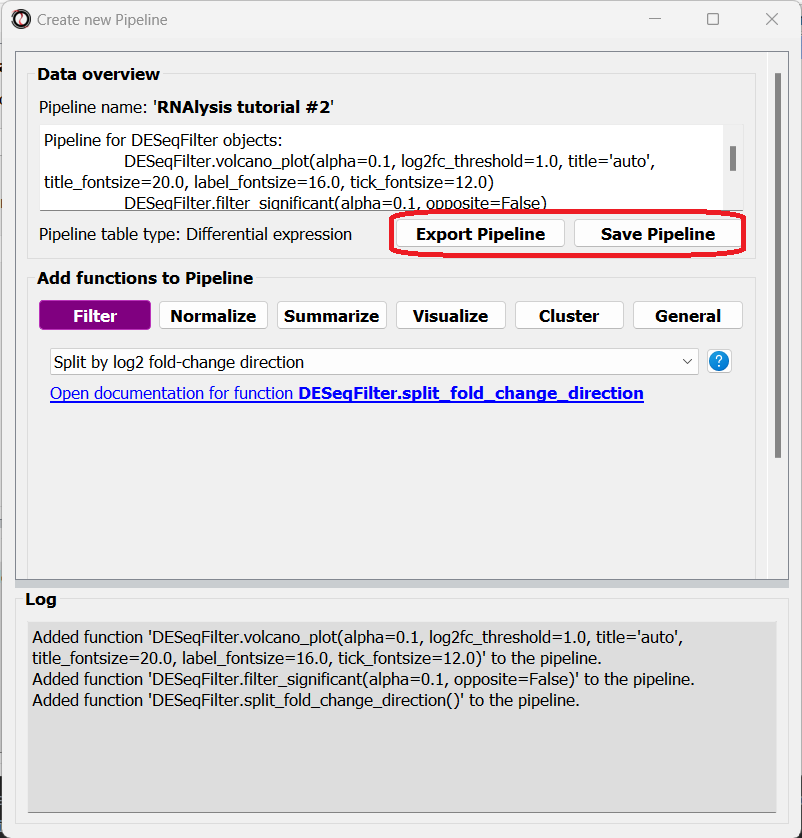 Create new Pipeline
Data overview
Pipeline name: 'RNAlysis tutorial #2'
Pipeline for DESeqFilter objects:
DESeqFilter.volcano_plot(alpha=0.1, log2fc_threshold=1.0, title='auto',
title_fontsize=20.0, label_fontsize=16.0, tick_fontsize=12.0)
DESeqFilter.filter_significant(alpha=0.1, opposite=False)
Pipeline table type: Differential expression Export Pipeline Save Pipeline
Add functions to Pipeline
Filter Normalize Summarize Visualize Cluster General
Split by log2 fold-change direction ?
Open documentation for function DESeqFilter.split_fold_change_direction
Log
Added function 'DESeqFilter.volcano_plot(alpha=0.1, log2fc_threshold=1.0, title='auto',
title_fontsize=20.0, label_fontsize=16.0, tick_fontsize=12.0)' to the pipeline.
Added function 'DESeqFilter.filter_significant(alpha=0.1, opposite=False)' to the pipeline.
Added function 'DESeqFilter.split_fold_change_direction()' to the pipeline.